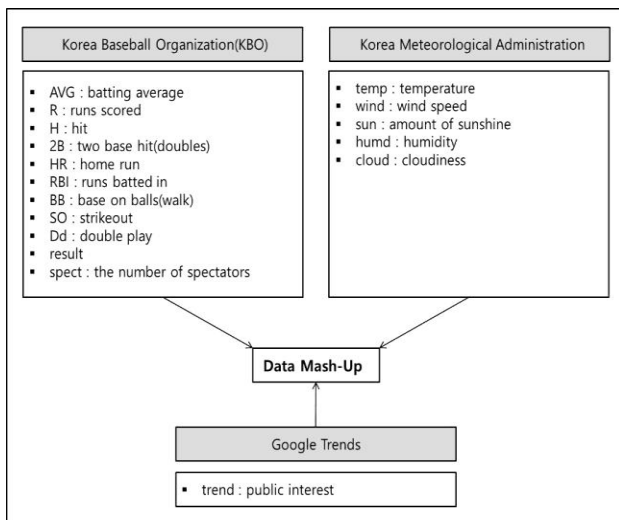 Korea Baseball Organization(KBO)
▪ AVG : batting average
▪ R : runs scored
▪ H : hit
▪ 2B : two base hit(doubles)
▪ HR : home run
▪ RBI : runs batted in
▪ BB : base on balls(walk)
▪ SO : strikeout
▪ Dd : double play
▪ result
▪ spect : the number of spectators
Korea Meteorological Administration
▪ temp : temperature
▪ wind : wind speed
▪ sun : amount of sunshine
▪ humd : humidity
▪ cloud : cloudiness
Data Mash-Up
Google Trends
▪ trend : public interest